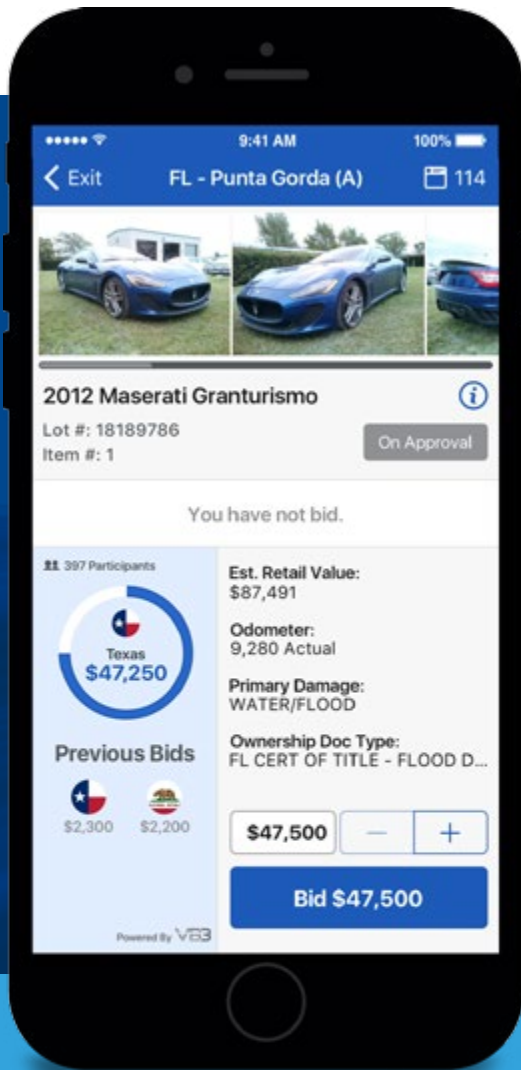 9:41 AM 100%
Exit FL - Punta Gorda (A) 114
2012 Maserati Granturismo
Lot #: 18189786
Item #: 1
On Approval
You have not bid.
397 Participants
Texas
$47,250
Previous Bids
$2,300 $2,200
Powered By VB3
Est. Retail Value:
$87,491
Odometer:
9,280 Actual
Primary Damage:
WATER/FLOOD
Ownership Doc Type:
FL CERT OF TITLE - FLOOD D...
$47,500 − +
Bid $47,500